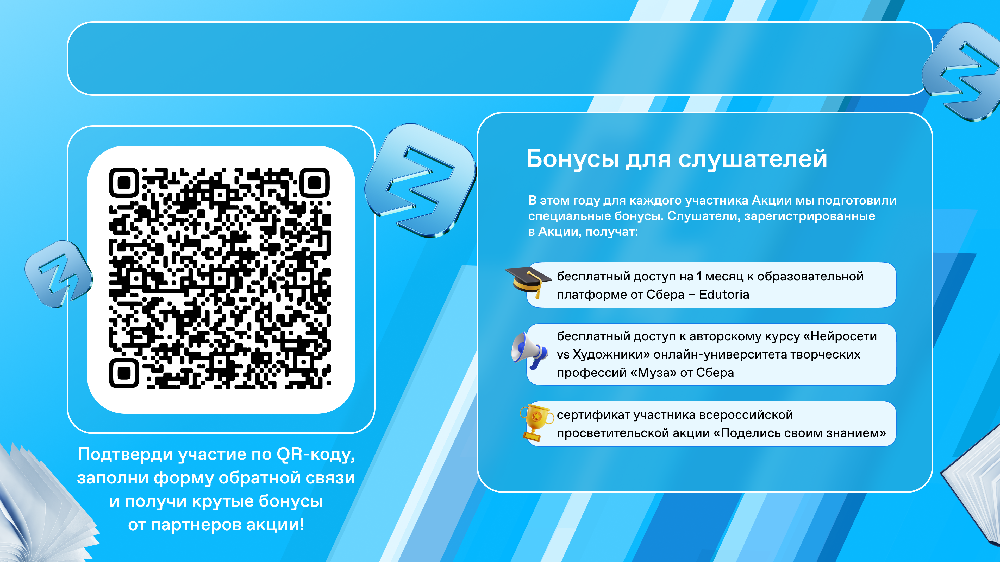 Бонусы для слушателей
В этом году для каждого участника Акции мы подготовили
специальные бонусы. Слушатели, зарегистрированные
в Акции, получат:
бесплатный доступ на 1 месяц к образовательной
платформе от Сбера – Edutoria
бесплатный доступ к авторскому курсу «Нейросети
vs Художники» онлайн-университета творческих
профессий «Муза» от Сбера
сертификат участника всероссийской
просветительской акции «Поделись своим знанием»
Подтверди участие по QR-коду,
заполни форму обратной связи
и получи крутые бонусы
от партнеров акции!